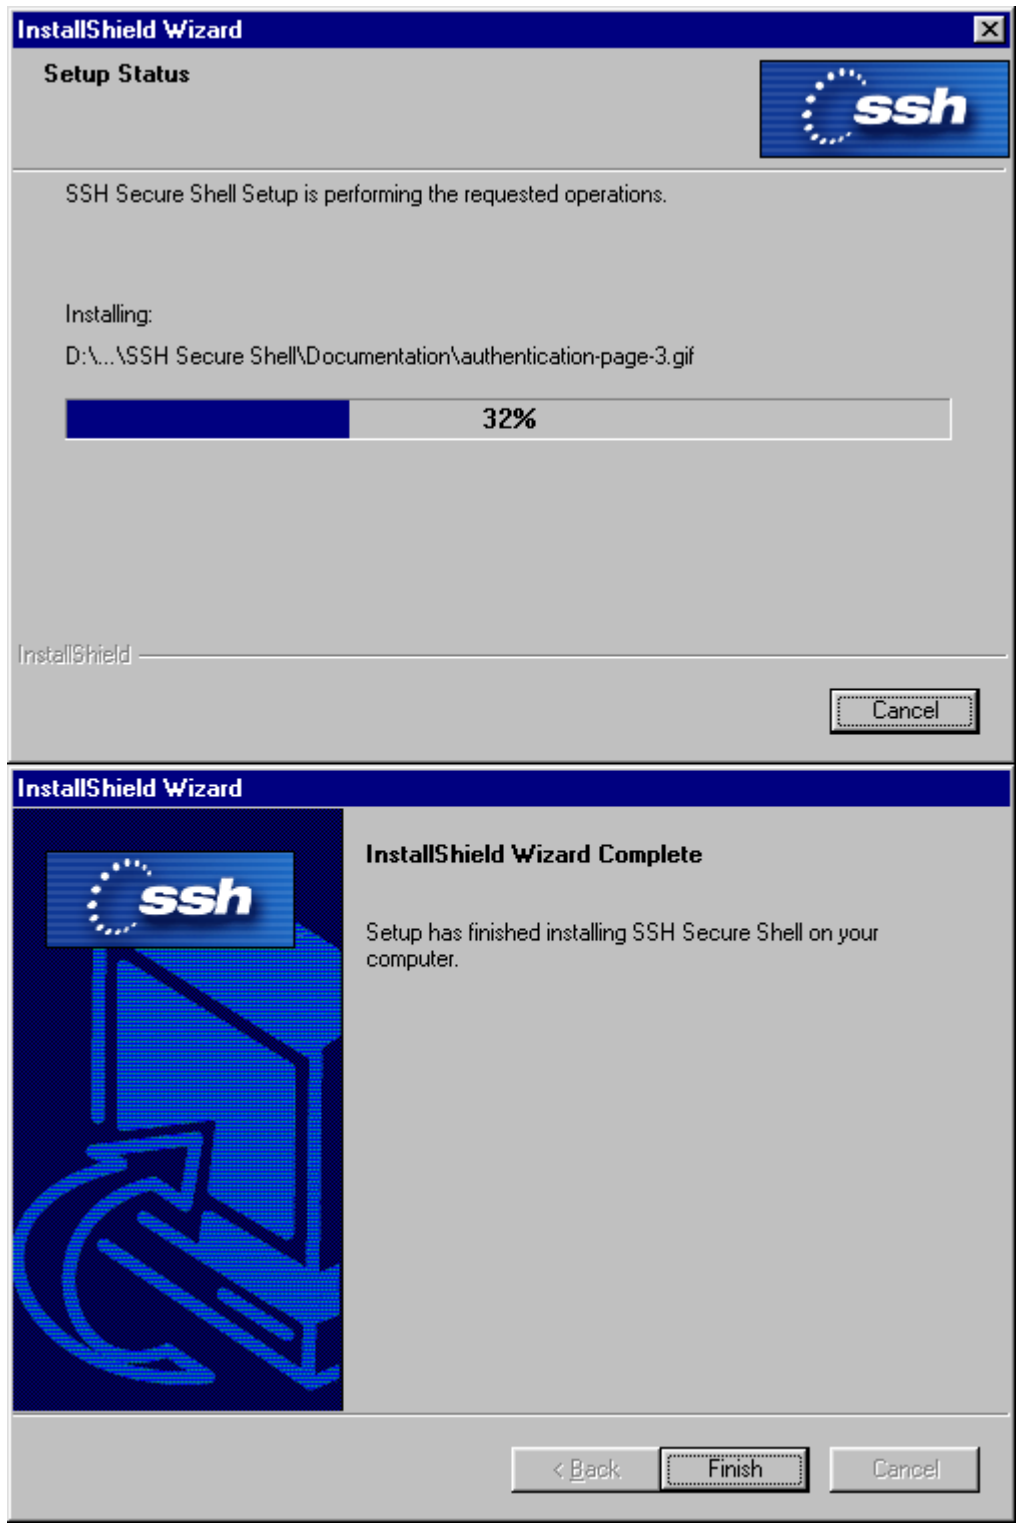 InstallShield Wizard
Setup Status
ssh
SSH Secure Shell Setup is performing the requested operations.
Installing:
D:\...\SSH Secure Shell\Documentation\authentication-page-3.gif
32%
InstallShield
Cancel
InstallShield Wizard
ssh
InstallShield Wizard Complete
Setup has finished installing SSH Secure Shell on your
computer.
< Back
Finish
Cancel